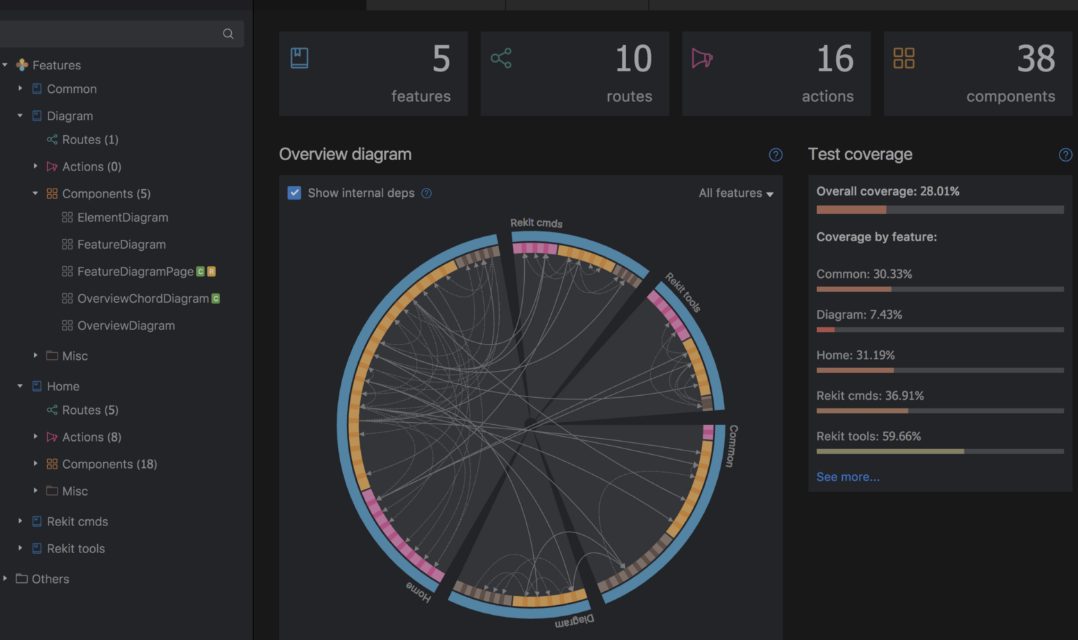 Features
Common
Diagram
Routes (1)
Actions (0)
Components (5)
ElementDiagram
FeatureDiagram
FeatureDiagramPage C R
OverviewChordDiagram C
OverviewDiagram
Misc
Home
Routes (5)
Actions (8)
Components (18)
Misc
Rekit cmds
Rekit tools
Others
5
features
10
routes
16
actions
38
components
Overview diagram
?
Show internal deps ?
All features
Rekit cmds
Rekit tools
Common
Diagram
Home
Test coverage
?
Overall coverage: 28.01%
Coverage by feature:
Common: 30.33%
Diagram: 7.43%
Home: 31.19%
Rekit cmds: 36.91%
Rekit tools: 59.66%
See more...